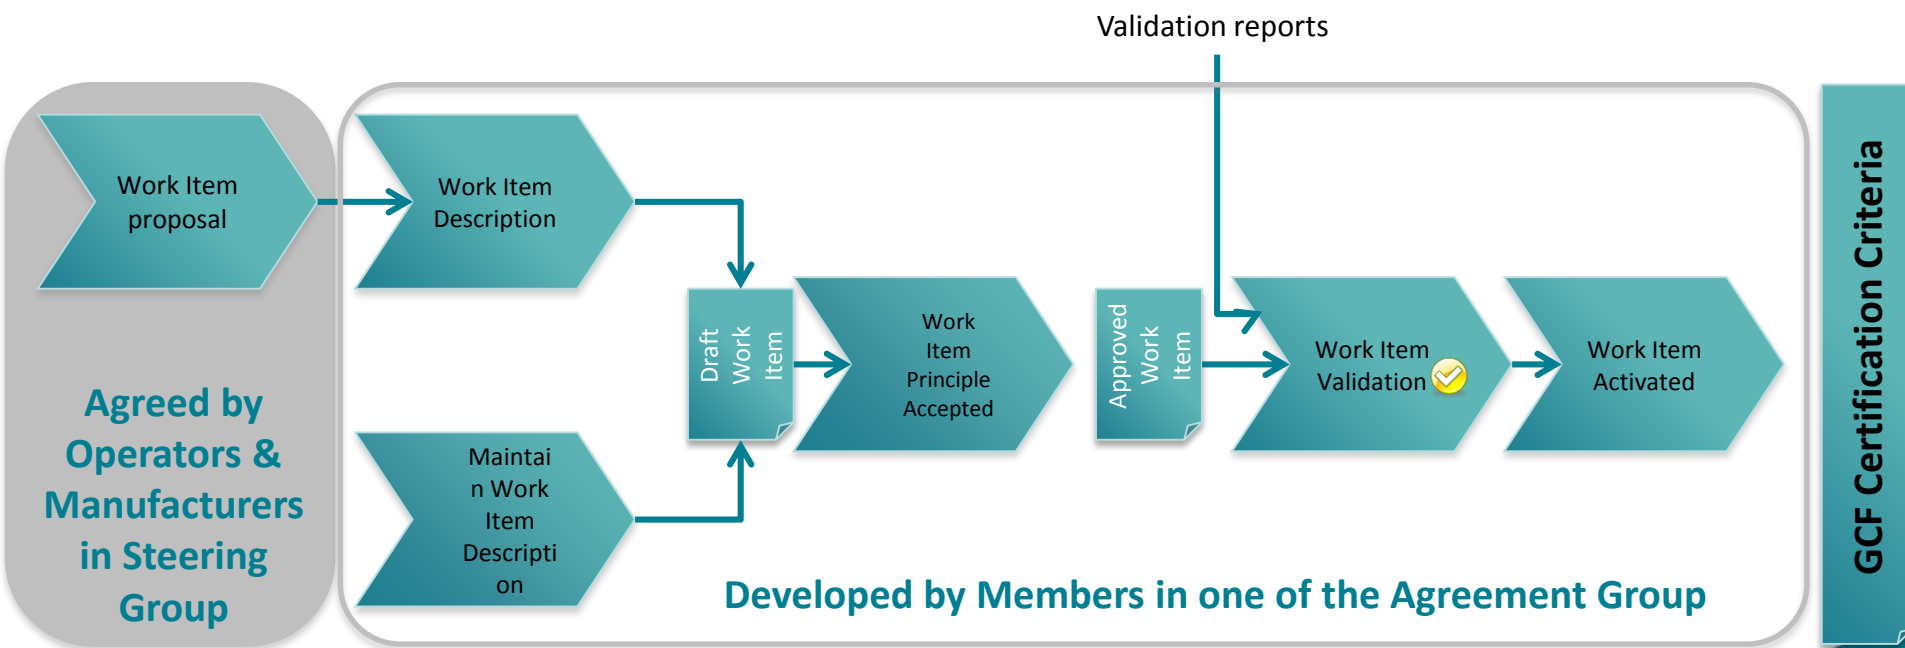 Validation reports
Work Item
proposal
Agreed by
Operators &
Manufacturers
in Steering
Group
Work Item
Description
Maintai
n Work
Item
Descripti
on
Draft
Work
Item
Work
Item
Principle
Accepted
Approved
Work
Item
Work Item
Validation
Work Item
Activated
Developed by Members in one of the Agreement Group
GCF Certification Criteria